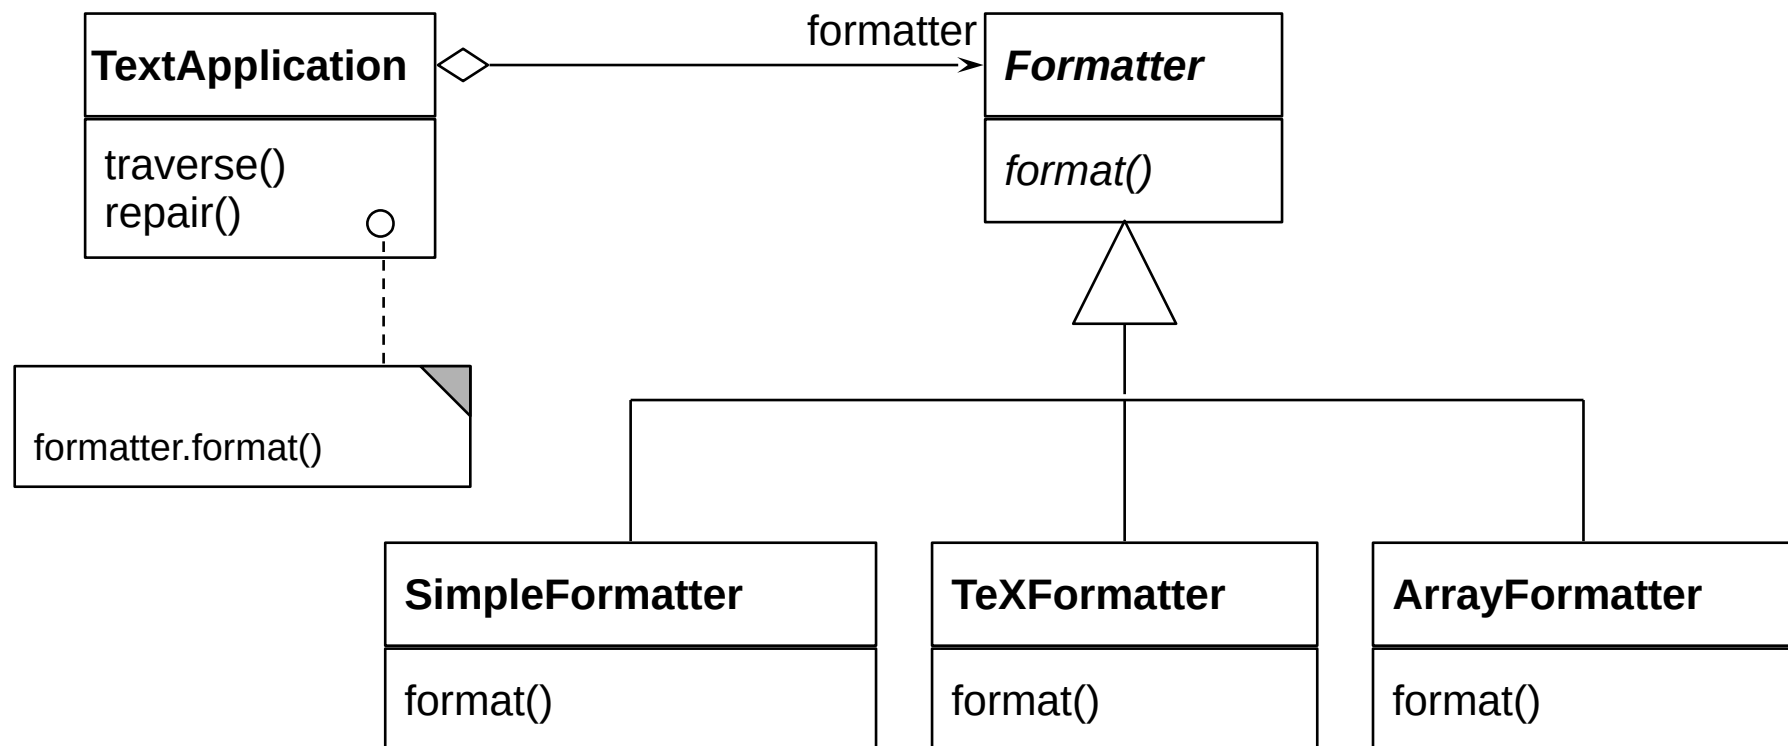 formatter
TextApplication
Formatter
traverse()
repair()
format()
formatter.format()
SimpleFormatter
TeXFormatter
ArrayFormatter
format()
format()
format()